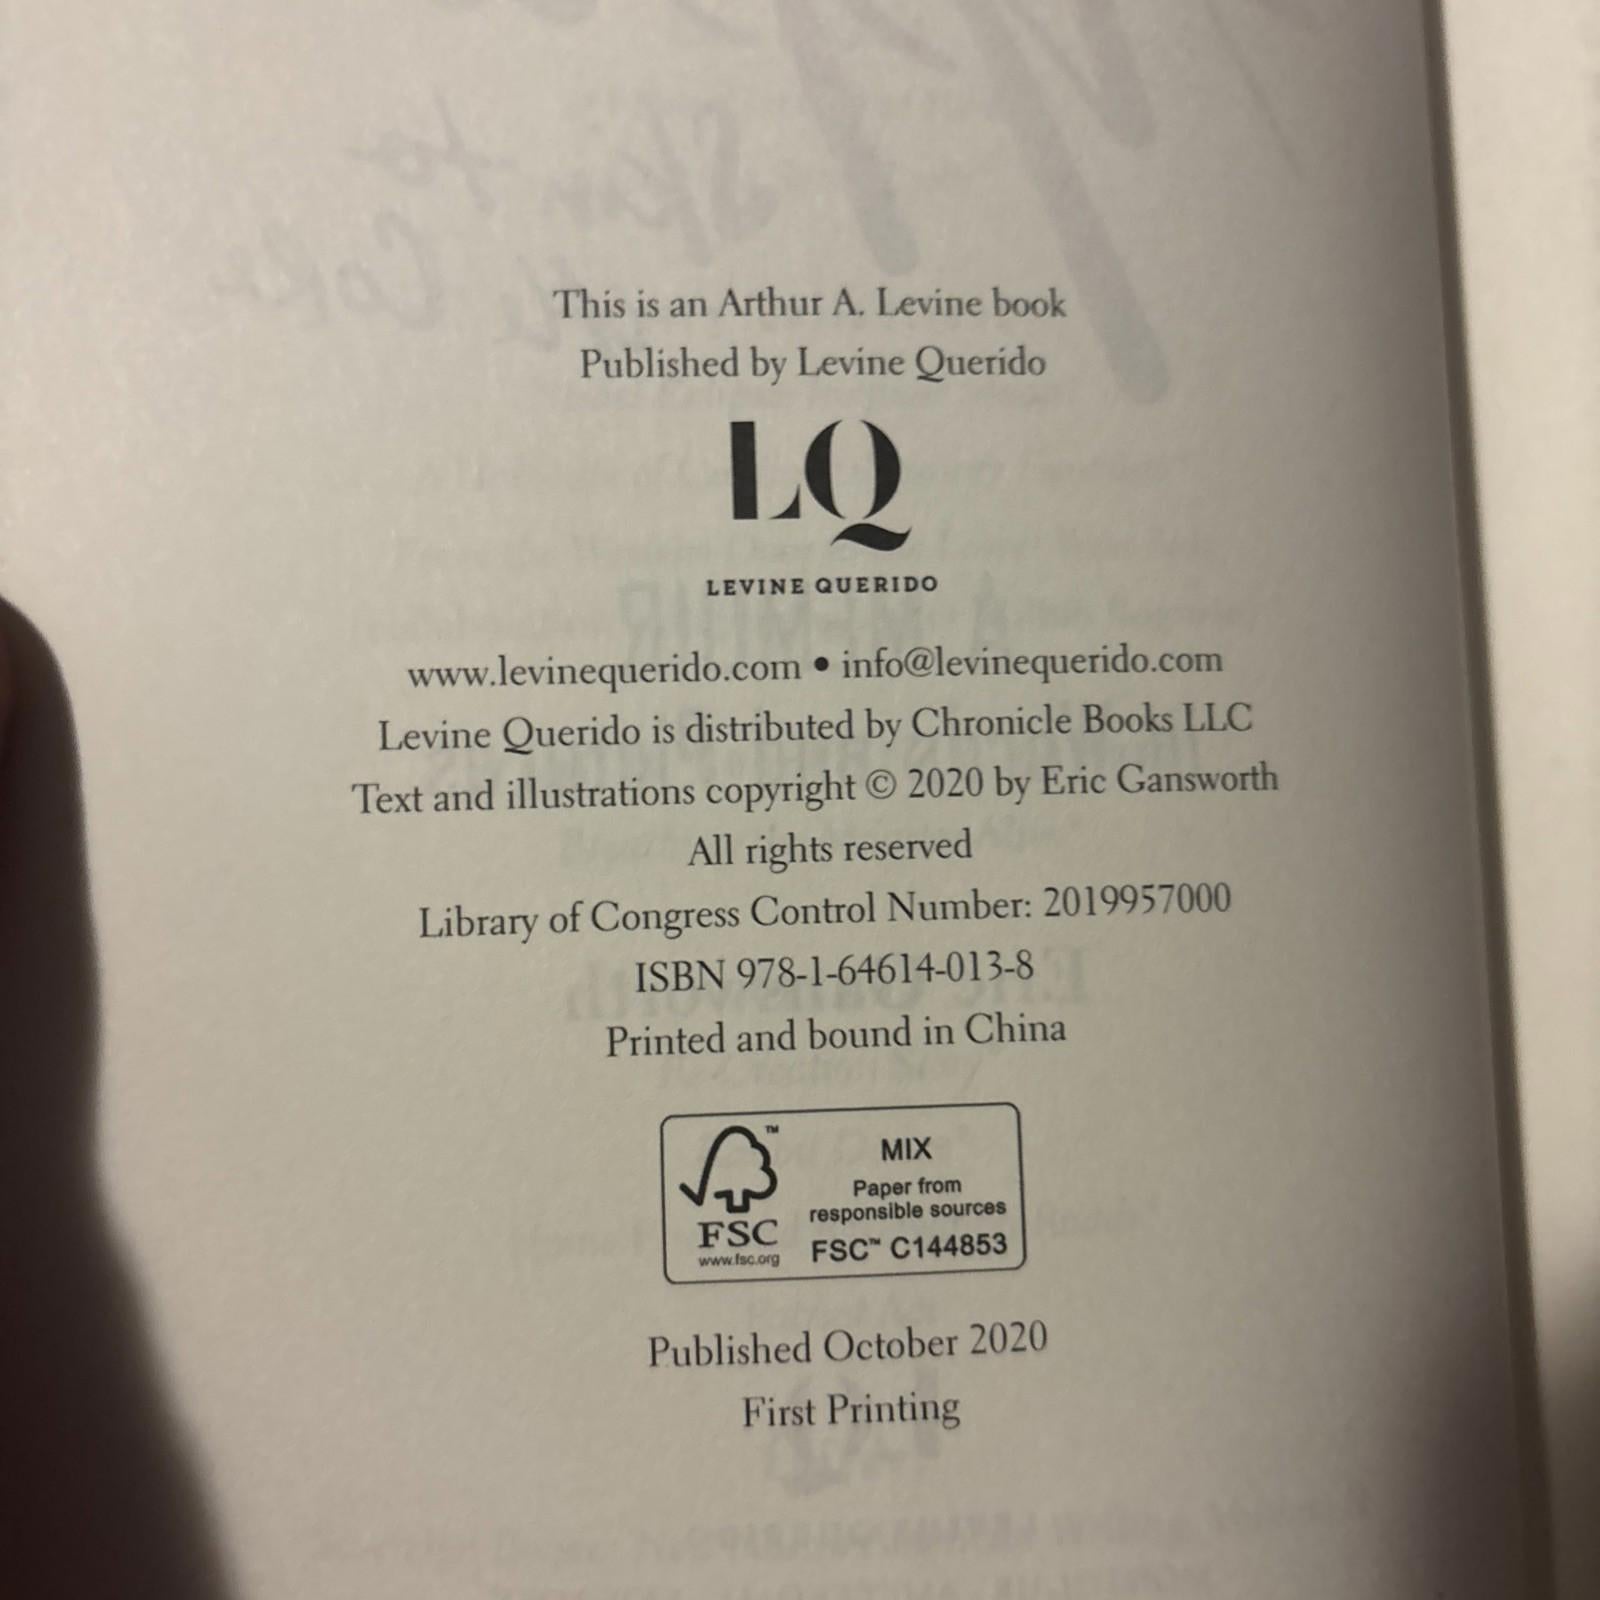 This is an Arthur A. Levine book
Published by Levine Querido
LQ
LEVINE QUERIDO
www.levinequerido.com • info@levinequerido.com
Levine Querido is distributed by Chronicle Books LLC
Text and illustrations copyright © 2020 by Eric Gansworth
All rights reserved
Library of Congress Control Number: 2019957000
ISBN 978-1-64614-013-8
Printed and bound in China
FSC
www.fsc.org
MIX
Paper from
responsible sources
FSC™ C144853
Published October 2020
First Printing